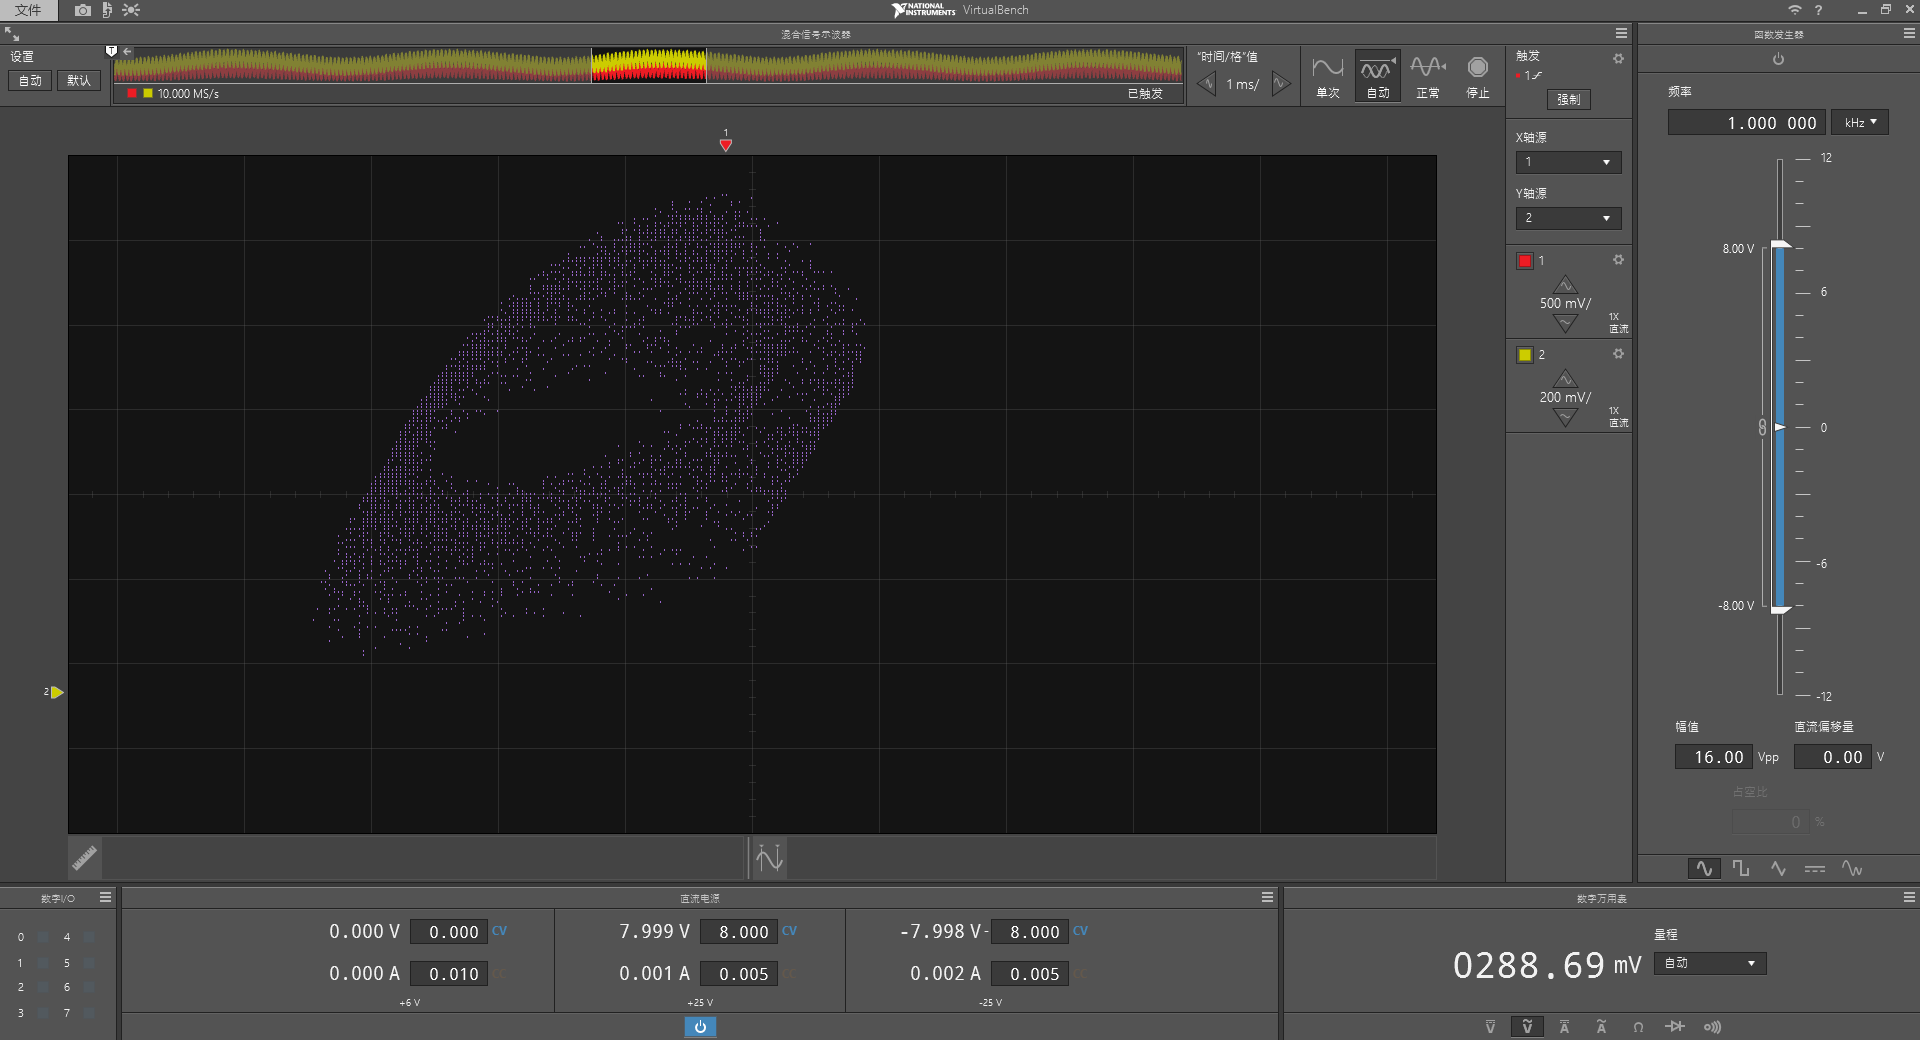 文件
NATIONAL INSTRUMENTS VirtualBench
?
混合信号示波器
函数发生器
设置
自动 默认
T
10.000 MS/s
已触发
"时间/格"值
1 ms/
单次 自动 正常 停止
触发
1
强制
X轴源
1
Y轴源
2
1
500 mV/
1X
直流
2
200 mV/
1X
直流
1
2
频率
1.000 000 kHz
12
8.00 V
6
0
-6
-8.00 V
-12
幅值 直流偏移量
16.00 Vpp 0.00 V
占空比
0 %
数字I/O
0 4
1 5
2 6
3 7
直流电源
0.000 V 0.000 CV
0.000 A 0.010 CC
+6 V
7.999 V 8.000 CV
0.001 A 0.005 CC
+25 V
-7.998 V - 8.000 CV
0.002 A 0.005 CC
-25 V
数字万用表
量程
0288.69 mV 自动
V V A A Ω